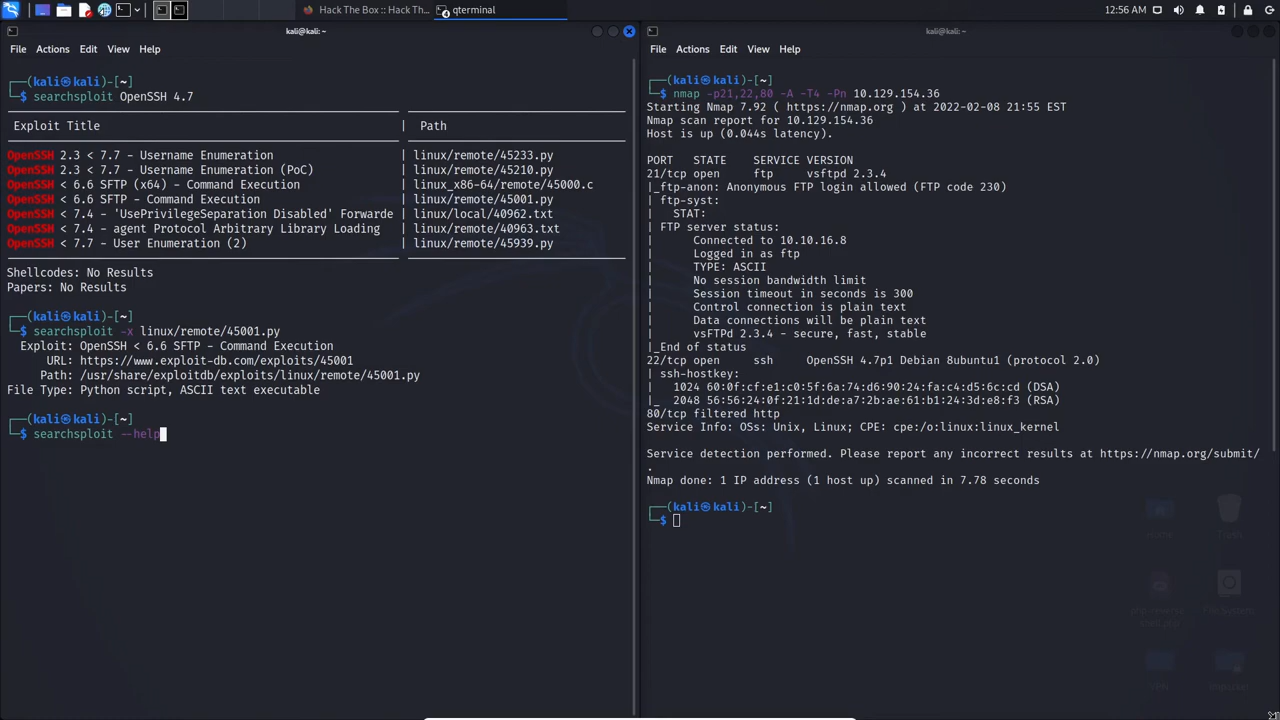 Hack The Box :: Hack Th...
qterminal
12:56 AM
kali@kali: ~
File Actions Edit View Help
┌──(kali㉿kali)-[~]
└─$ searchsploit OpenSSH 4.7
Exploit Title | Path
OpenSSH 2.3 < 7.7 - Username Enumeration | linux/remote/45233.py
OpenSSH 2.3 < 7.7 - Username Enumeration (PoC) | linux/remote/45210.py
OpenSSH < 6.6 SFTP (x64) - Command Execution | linux_x86-64/remote/45000.c
OpenSSH < 6.6 SFTP - Command Execution | linux/remote/45001.py
OpenSSH < 7.4 - 'UsePrivilegeSeparation Disabled' Forwarde | linux/local/40962.txt
OpenSSH < 7.4 - agent Protocol Arbitrary Library Loading | linux/remote/40963.txt
OpenSSH < 7.7 - User Enumeration (2) | linux/remote/45939.py
Shellcodes: No Results
Papers: No Results
┌──(kali㉿kali)-[~]
└─$ searchsploit -x linux/remote/45001.py
Exploit: OpenSSH < 6.6 SFTP - Command Execution
URL: https://www.exploit-db.com/exploits/45001
Path: /usr/share/exploitdb/exploits/linux/remote/45001.py
File Type: Python script, ASCII text executable
┌──(kali㉿kali)-[~]
└─$ searchsploit --help
kali@kali: ~
File Actions Edit View Help
┌──(kali㉿kali)-[~]
└─$ nmap -p21,22,80 -A -T4 -Pn 10.129.154.36
Starting Nmap 7.92 ( https://nmap.org ) at 2022-02-08 21:55 EST
Nmap scan report for 10.129.154.36
Host is up (0.044s latency).
PORT STATE SERVICE VERSION
21/tcp open ftp vsftpd 2.3.4
|_ftp-anon: Anonymous FTP login allowed (FTP code 230)
| ftp-syst:
| STAT:
| FTP server status:
| Connected to 10.10.16.8
| Logged in as ftp
| TYPE: ASCII
| No session bandwidth limit
| Session timeout in seconds is 300
| Control connection is plain text
| Data connections will be plain text
| vsFTPd 2.3.4 - secure, fast, stable
|_End of status
22/tcp open ssh OpenSSH 4.7p1 Debian 8ubuntu1 (protocol 2.0)
| ssh-hostkey:
| 1024 60:0f:cf:e1:c0:5f:6a:74:d6:90:24:fa:c4:d5:6c:cd (DSA)
|_ 2048 56:56:24:0f:21:1d:de:a7:2b:ae:61:b1:24:3d:e8:f3 (RSA)
80/tcp filtered http
Service Info: OSs: Unix, Linux; CPE: cpe:/o:linux:linux_kernel
Service detection performed. Please report any incorrect results at https://nmap.org/submit/
.
Nmap done: 1 IP address (1 host up) scanned in 7.78 seconds
┌──(kali㉿kali)-[~]
└─$
Home
File System
VPN